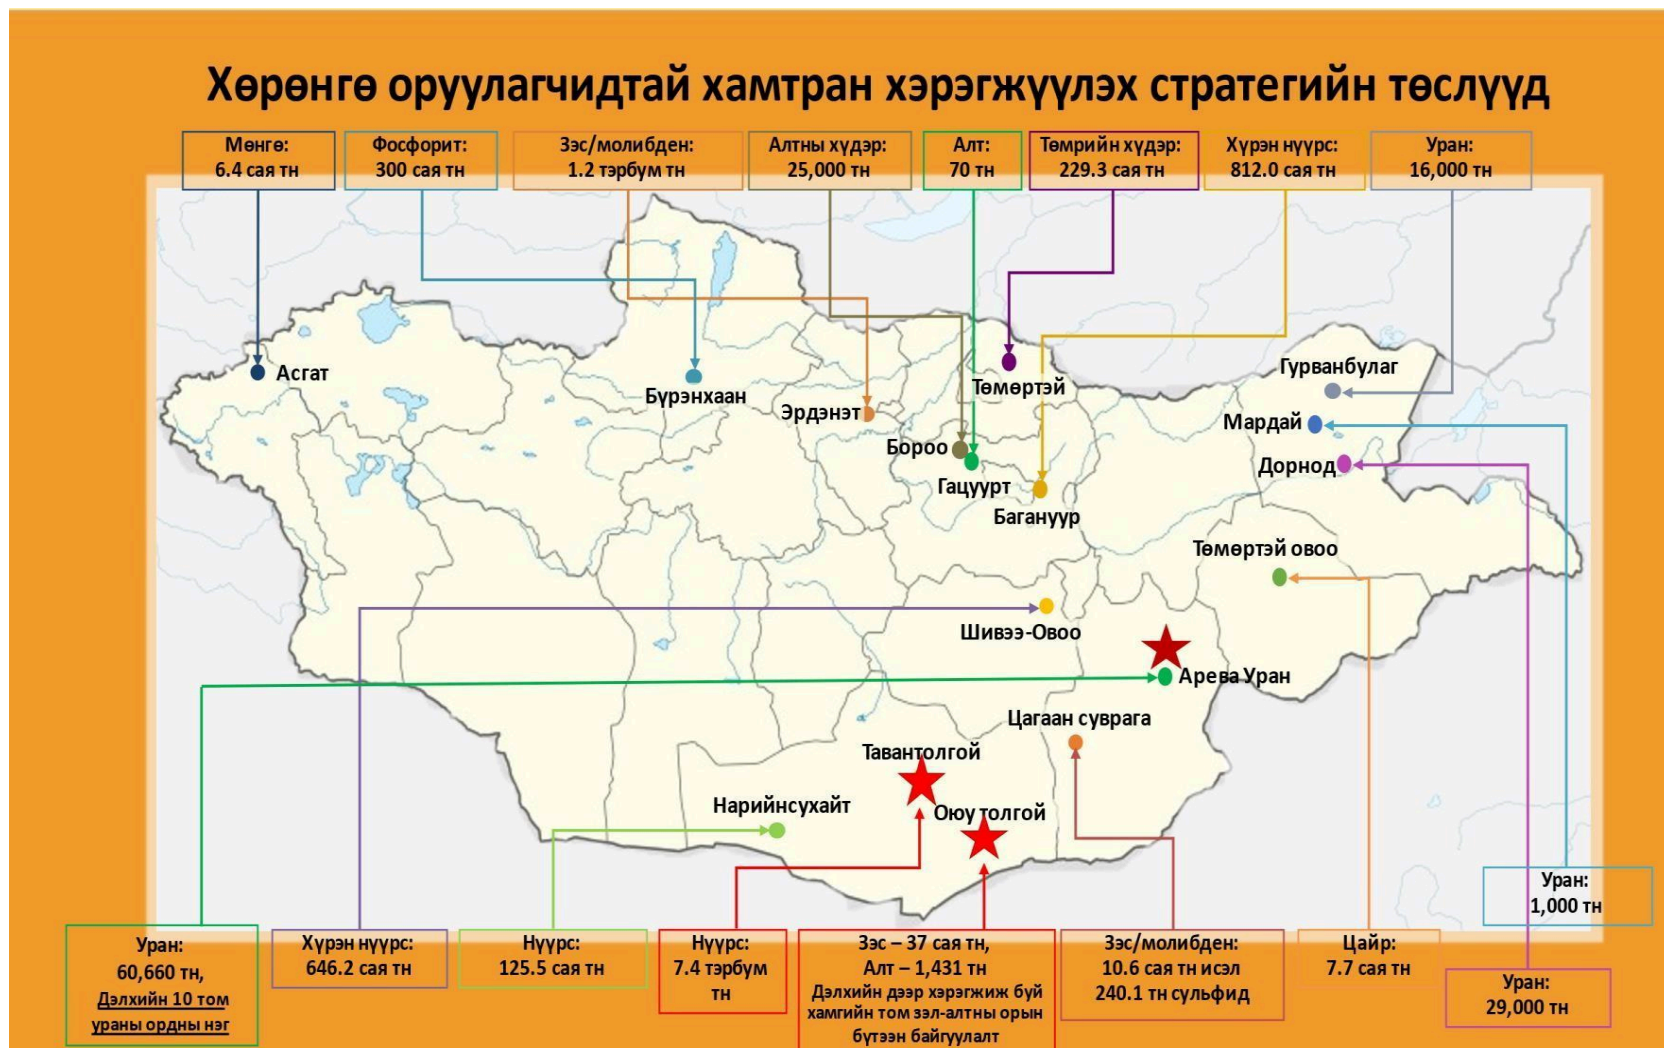 Хөрөнгө оруулагчидтай хамтран хэрэгжүүлэх стратегийн төслүүд
Мөнгө:
6.4 сая тн
Фосфорит:
300 сая тн
Зэс/молибден:
1.2 тэрбум тн
Алтны хүдэр:
25,000 тн
Алт:
70 тн
Төмрийн хүдэр:
229.3 сая тн
Хүрэн нүүрс:
812.0 сая тн
Уран:
16,000 тн
Асгат
Бүрэнхаан
Эрдэнэт
Бороо
Гацуурт
Төмөртэй
Багануур
Гурванбулаг
Мардай
Дорнод
Төмөртэй овоо
Шивээ-Овоо
Арева Уран
Цагаан суврага
Тавантолгой
Нарийнсухайт
Оюу толгой
Уран:
1,000 тн
Уран:
60,660 тн,
Дэлхийн 10 том
ураны ордны нэг
Хүрэн нүүрс:
646.2 сая тн
Нүүрс:
125.5 сая тн
Нүүрс:
7.4 тэрбум
тн
Зэс – 37 сая тн,
Алт – 1,431 тн
Дэлхийн дээр хэрэгжиж буй
хамгийн том зэл-алтны орын
бүтээн байгуулалт
Зэс/молибден:
10.6 сая тн исэл
240.1 тн сульфид
Цайр:
7.7 сая тн
Уран:
29,000 тн